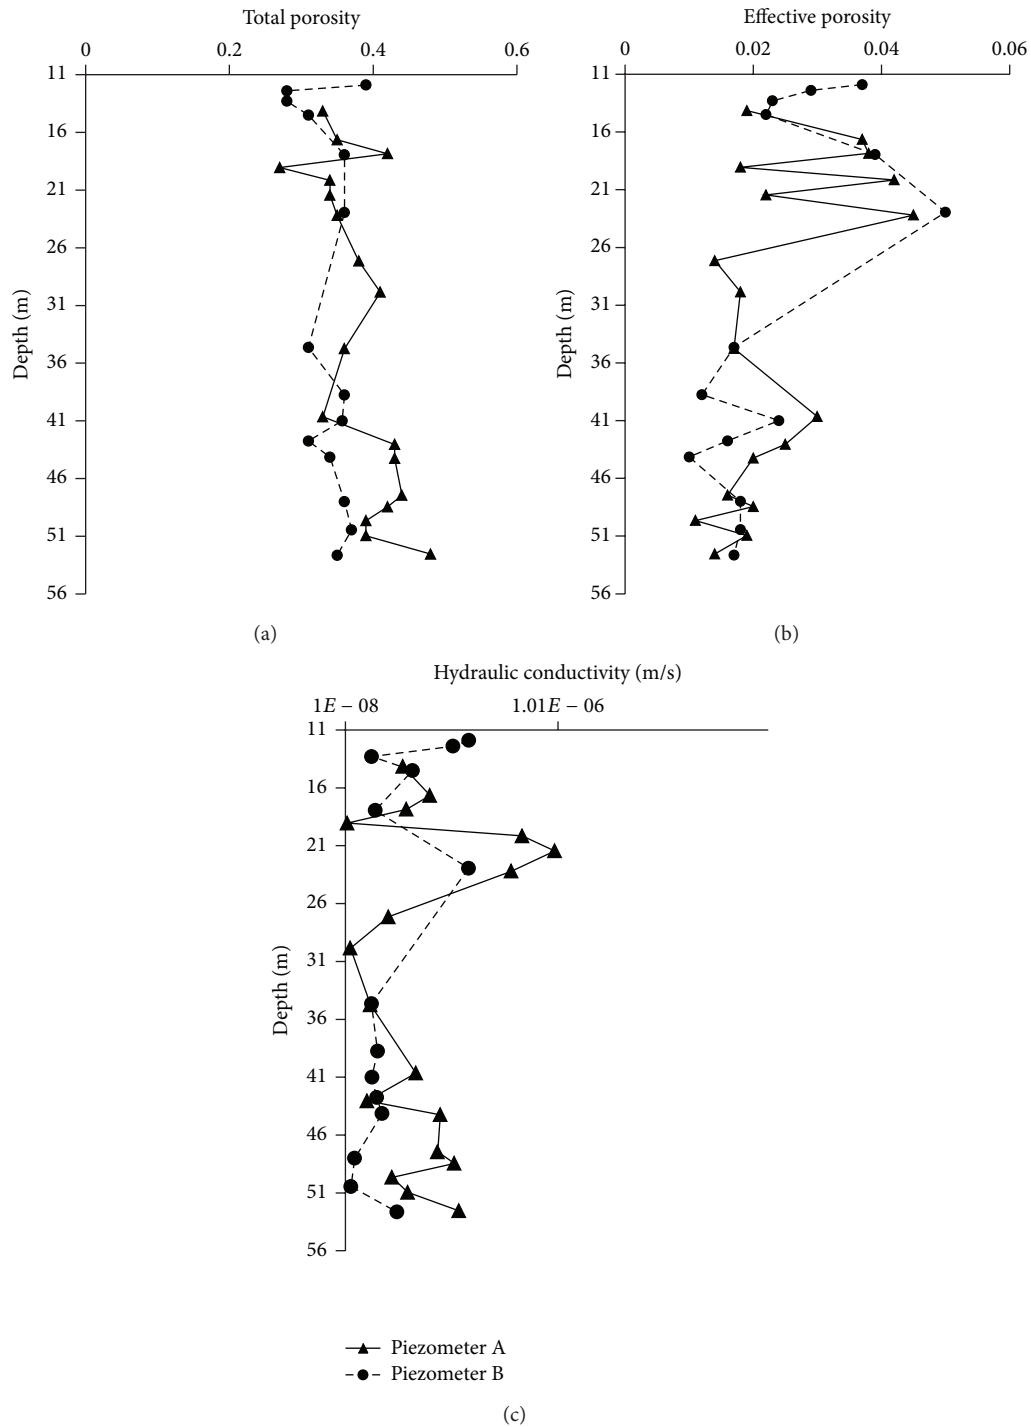 Total porosity
0 0.2 0.4 0.6
11
16
21
26
31
36
41
46
51
56
Depth (m)
(a)
Effective porosity
0 0.02 0.04 0.06
11
16
21
26
31
36
41
46
51
56
Depth (m)
(b)
Hydraulic conductivity (m/s)
1E − 08 1.01E − 06
11
16
21
26
31
36
41
46
51
56
Depth (m)
Piezometer A
Piezometer B
(c)